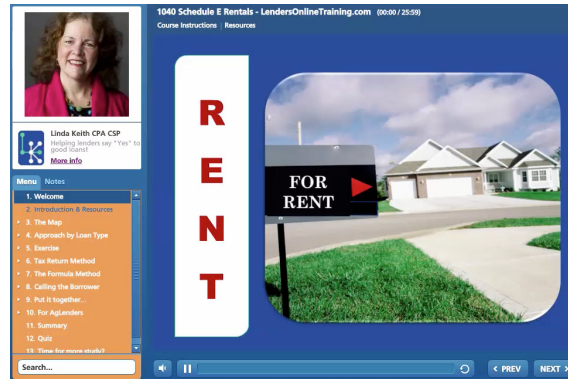 1040 Schedule E Rentals - LendersOnlineTraining.com (00:00 / 25:59)
Course Instructions | Resources
Linda Keith CPA CSP
Helping lenders say "Yes" to
good loans!
More info
Menu Notes
1. Welcome
2. Introduction & Resources
3. The Map
4. Approach by Loan Type
5. Exercise
6. Tax Return Method
7. The Formula Method
8. Calling the Borrower
9. Put it together...
10. For AgLenders
11. Summary
12. Quiz
13. Time for more study?
Search...
R
E
N
T
FOR
RENT
< PREV NEXT >